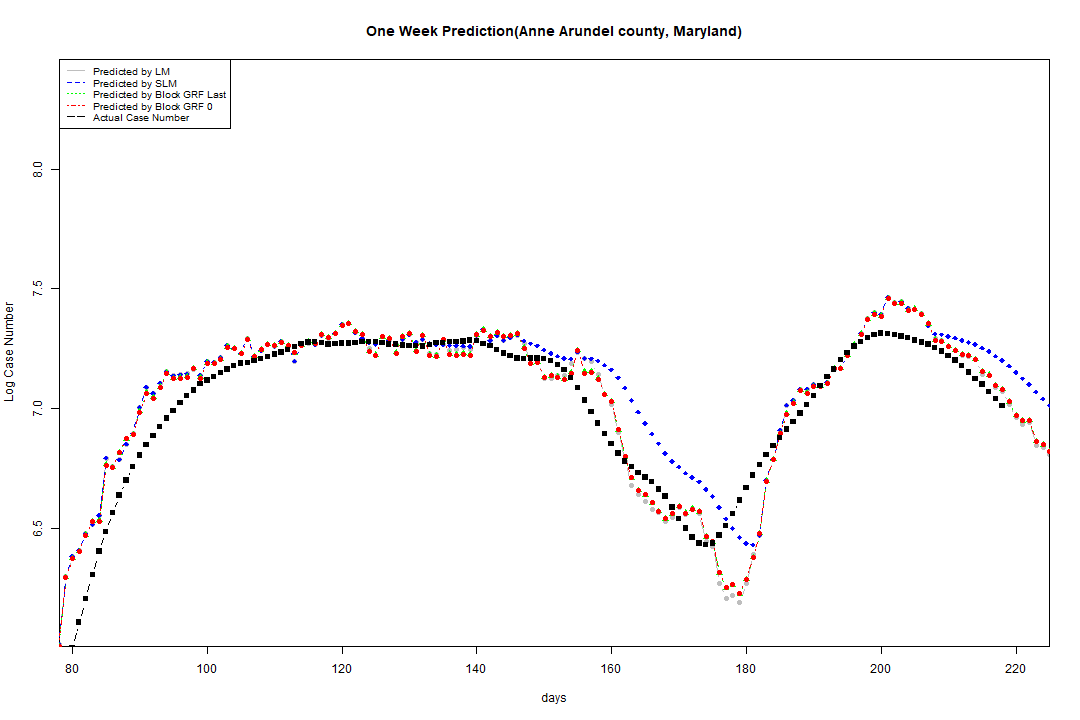 One Week Prediction(Anne Arundel county, Maryland)
Predicted by LM
Predicted by SLM
Predicted by Block GRF Last
Predicted by Block GRF 0
Actual Case Number
8.0
7.5
7.0
6.5
Log Case Number
80 100 120 140 160 180 200 220
days